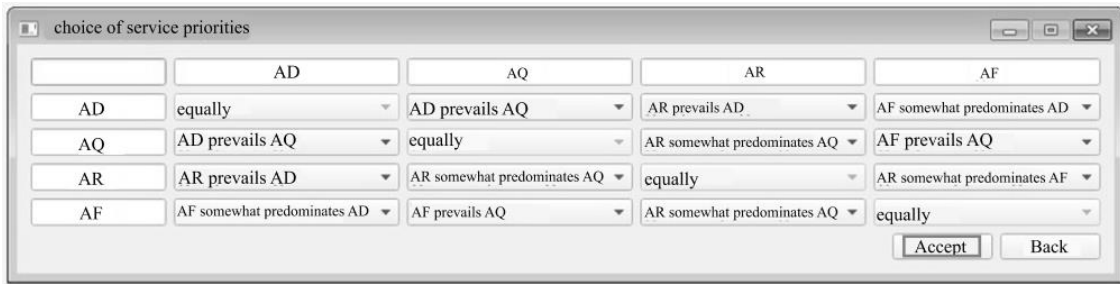 choice of service priorities
AD AQ AR AF
AD equally AD prevails AQ AR prevails AD AF somewhat predominates AD
AQ AD prevails AQ equally AR somewhat predominates AQ AF prevails AQ
AR AR prevails AD AR somewhat predominates AQ equally AR somewhat predominates AF
AF AF somewhat predominates AD AF prevails AQ AR somewhat predominates AQ equally
Accept Back